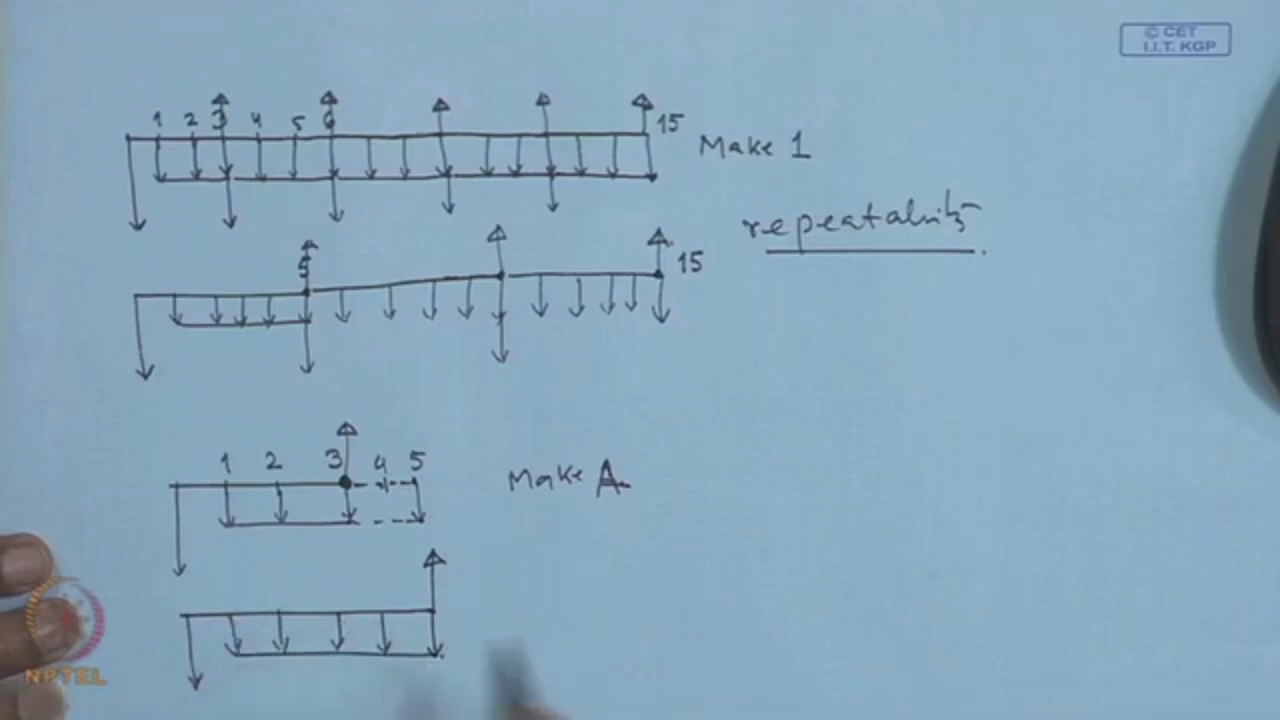 © CET
I.I.T. KGP
1 2 3 4 5 6
15 Make 1
repeatability
5
15
1 2 3 4 5
Make A
NPTEL